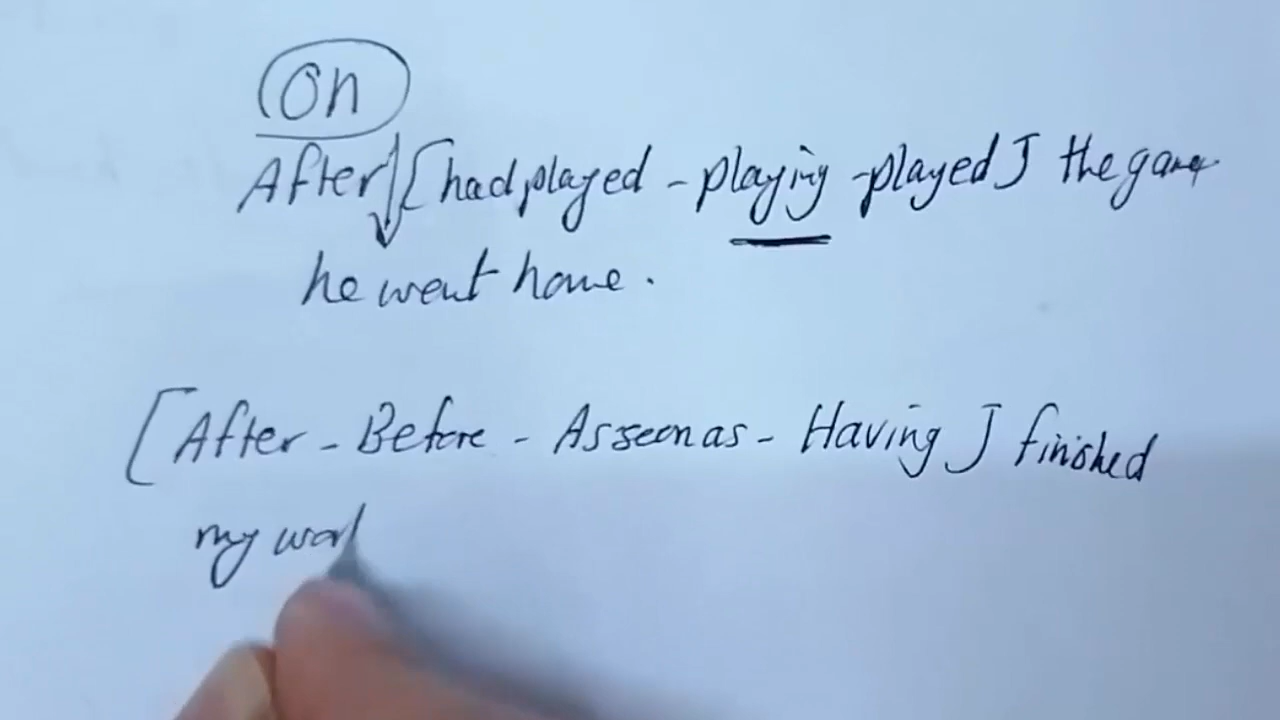 On
After [had played - playing - played] the game
he went home.
[After - Before - As soon as - Having] finished
my work